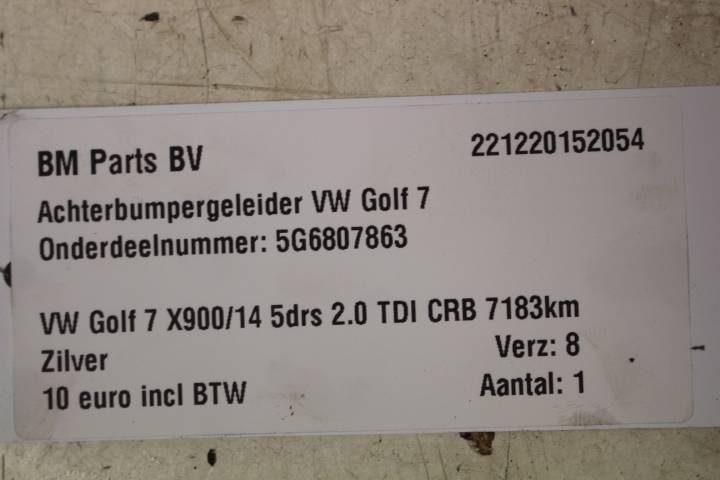 BM Parts BV 221220152054
Achterbumpergeleider VW Golf 7
Onderdeelnummer: 5G6807863
VW Golf 7 X900/14 5drs 2.0 TDI CRB 7183km
Zilver Verz: 8
10 euro incl BTW Aantal: 1